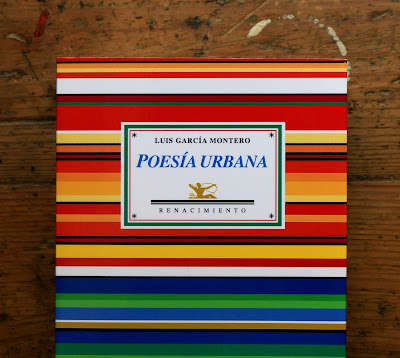 LUIS GARCÍA MONTERO
POESÍA URBANA
RENACIMIENTO